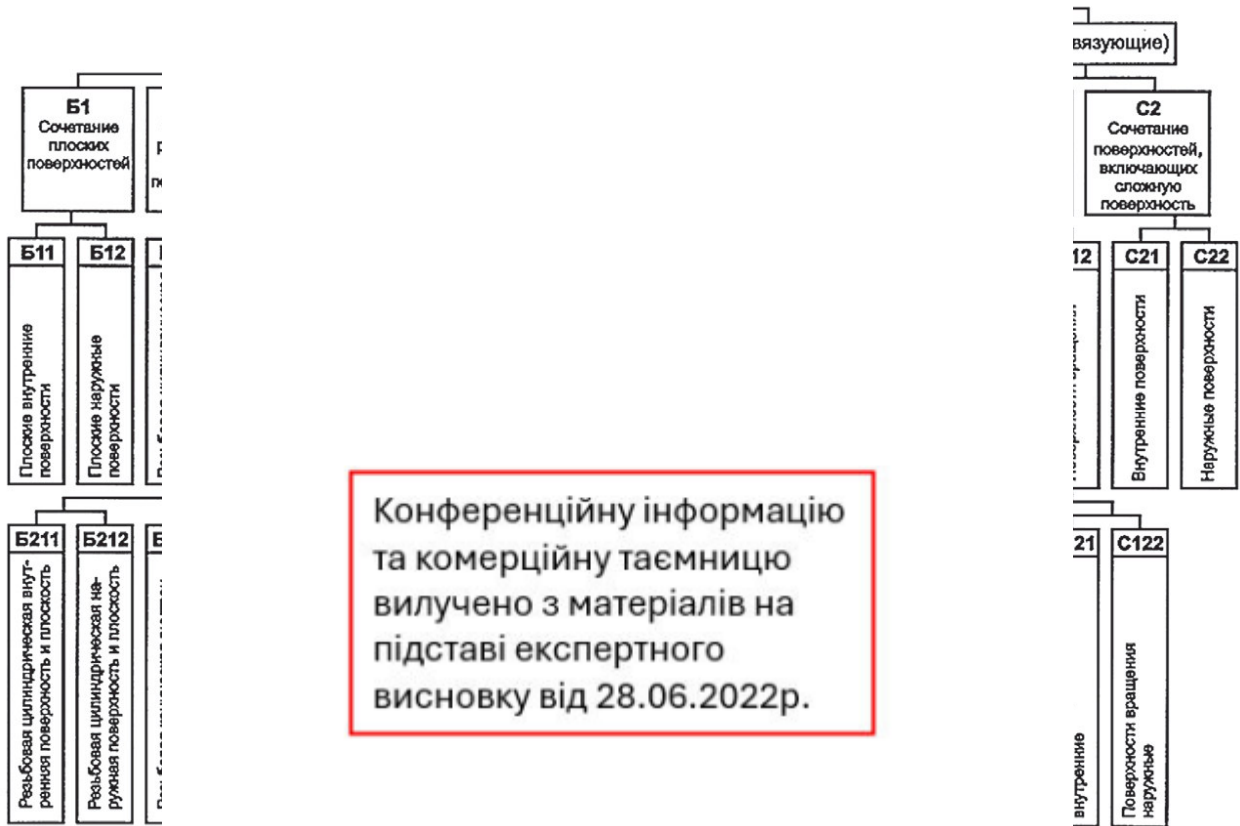 вязующие)
Б1
Сочетание
плоских
поверхностей
С2
Сочетание
поверхностей,
включающих
сложную
поверхность
Б11
Б12
12
С21
С22
Плоские внутренние
поверхности
Плоские наружные
поверхности
Внутренние поверхности
Наружные поверхности
Конференційну інформацію
та комерційну таємницю
вилучено з матеріалів на
підставі експертного
висновку від 28.06.2022р.
Б211
Б212
21
С122
Резьбовая цилиндрическая внут-
ренняя поверхность и плоскость
Резьбовая цилиндрическая на-
ружная поверхность и плоскость
внутренние
Поверхности вращения
наружные